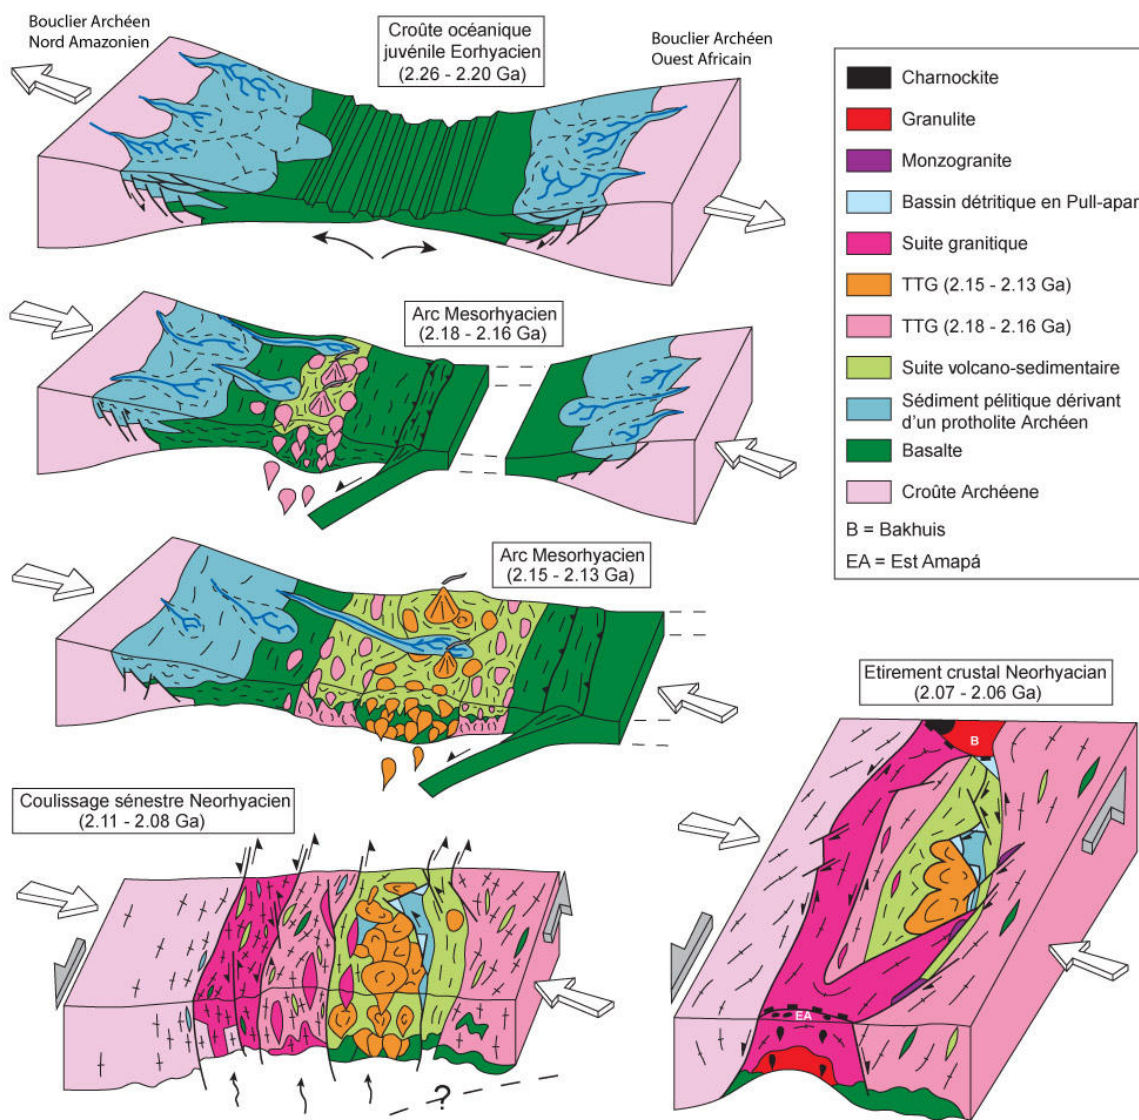 Bouclier Archéen
Nord Amazonien
Croûte océanique
juvénile Eorhyacien
(2.26 - 2.20 Ga)
Bouclier Archéen
Ouest Africain
Arc Mesorhyacien
(2.18 - 2.16 Ga)
Arc Mesorhyacien
(2.15 - 2.13 Ga)
Coulissage sénestre Neorhyacien
(2.11 - 2.08 Ga)
?
Etirement crustal Neorhyacian
(2.07 - 2.06 Ga)
B
EA
Charnockite
Granulite
Monzogranite
Bassin détritique en Pull-apar
Suite granitique
TTG (2.15 - 2.13 Ga)
TTG (2.18 - 2.16 Ga)
Suite volcano-sedimentaire
Sédiment pélitique dérivant
d'un protholite Archéen
Basalte
Croûte Archéene
B = Bakhuis
EA = Est Amapá